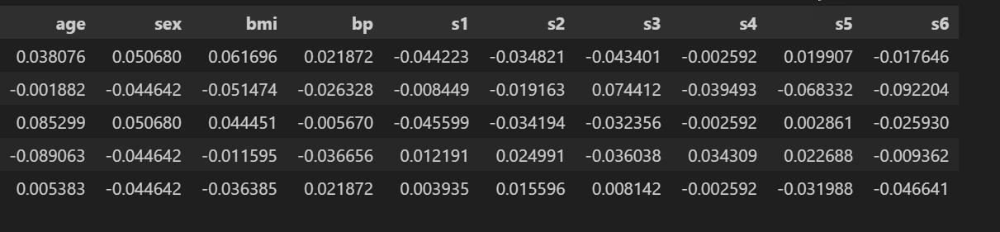 age sex bmi bp s1 s2 s3 s4 s5 s6
0.038076 0.050680 0.061696 0.021872 -0.044223 -0.034821 -0.043401 -0.002592 0.019907 -0.017646
-0.001882 -0.044642 -0.051474 -0.026328 -0.008449 -0.019163 0.074412 -0.039493 -0.068332 -0.092204
0.085299 0.050680 0.044451 -0.005670 -0.045599 -0.034194 -0.032356 -0.002592 0.002861 -0.025930
-0.089063 -0.044642 -0.011595 -0.036656 0.012191 0.024991 -0.036038 0.034309 0.022688 -0.009362
0.005383 -0.044642 -0.036385 0.021872 0.003935 0.015596 0.008142 -0.002592 -0.031988 -0.046641